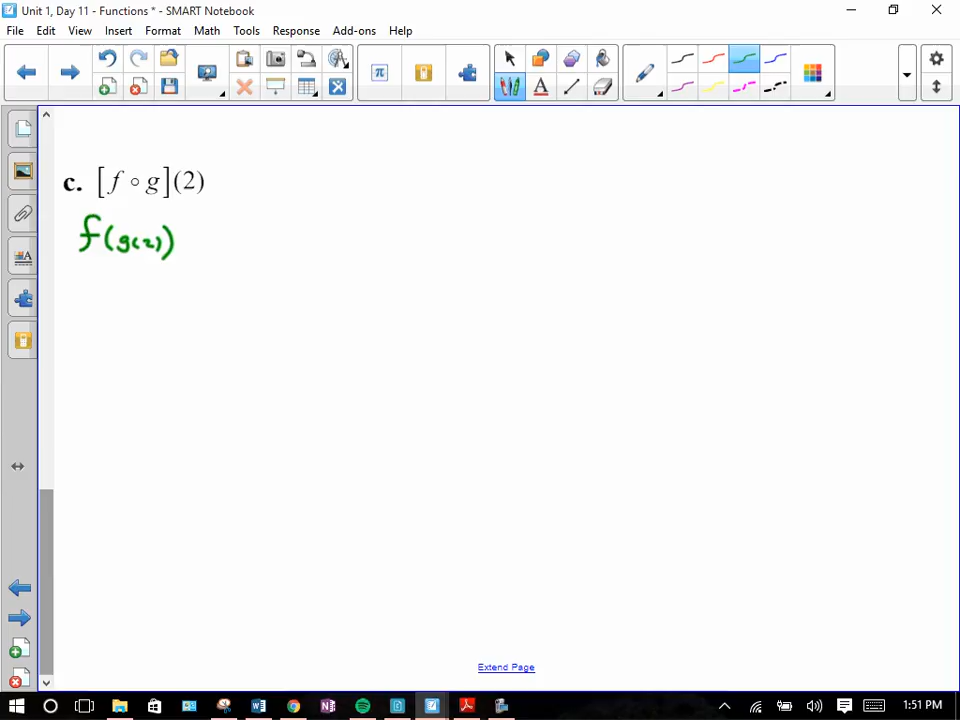 Unit 1, Day 11 - Functions * - SMART Notebook
File Edit View Insert Format Math Tools Response Add-ons Help
c. [f ∘ g](2)
f(g(2))
Extend Page
1:51 PM